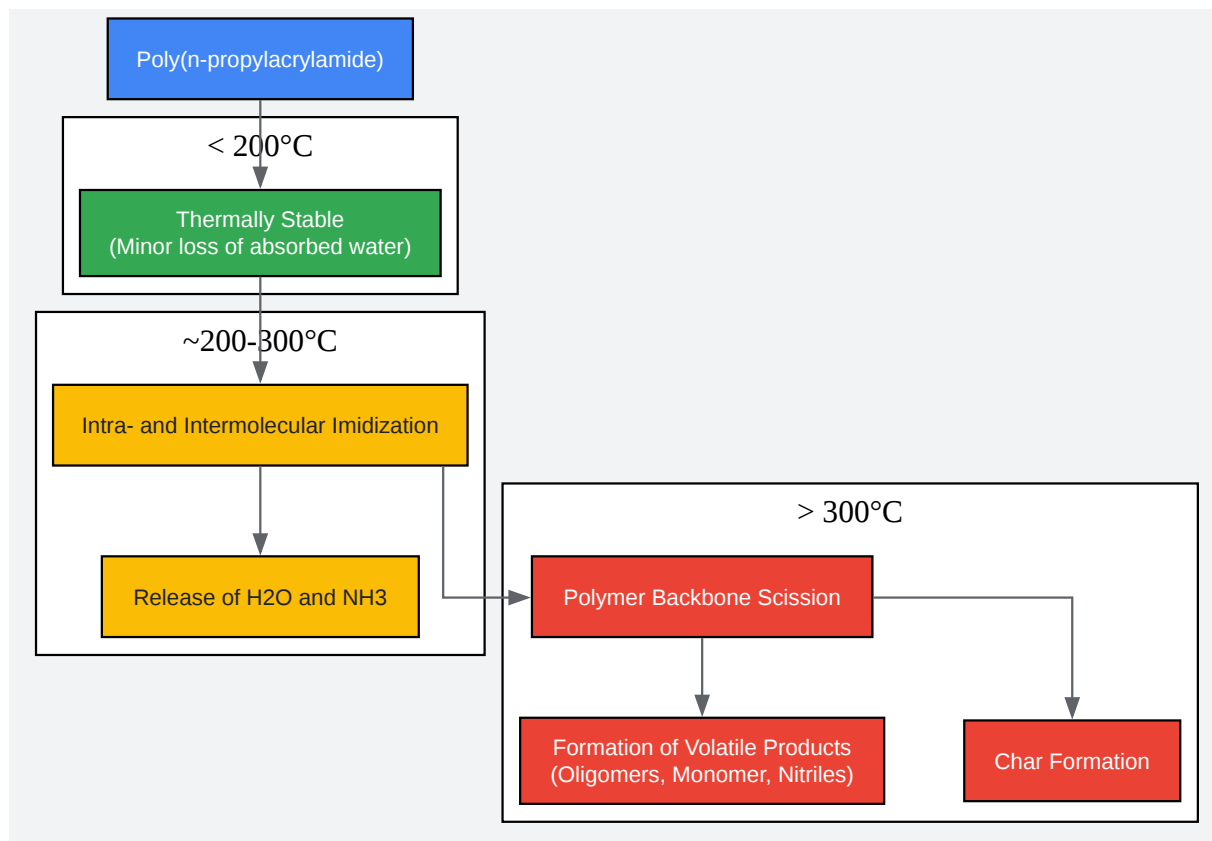 Poly(n-propylacrylamide)
< 200°C
Thermally Stable
(Minor loss of absorbed water)
~200-300°C
Intra- and Intermolecular Imidization
Release of H2O and NH3
> 300°C
Polymer Backbone Scission
Formation of Volatile Products
(Oligomers, Monomer, Nitriles)
Char Formation